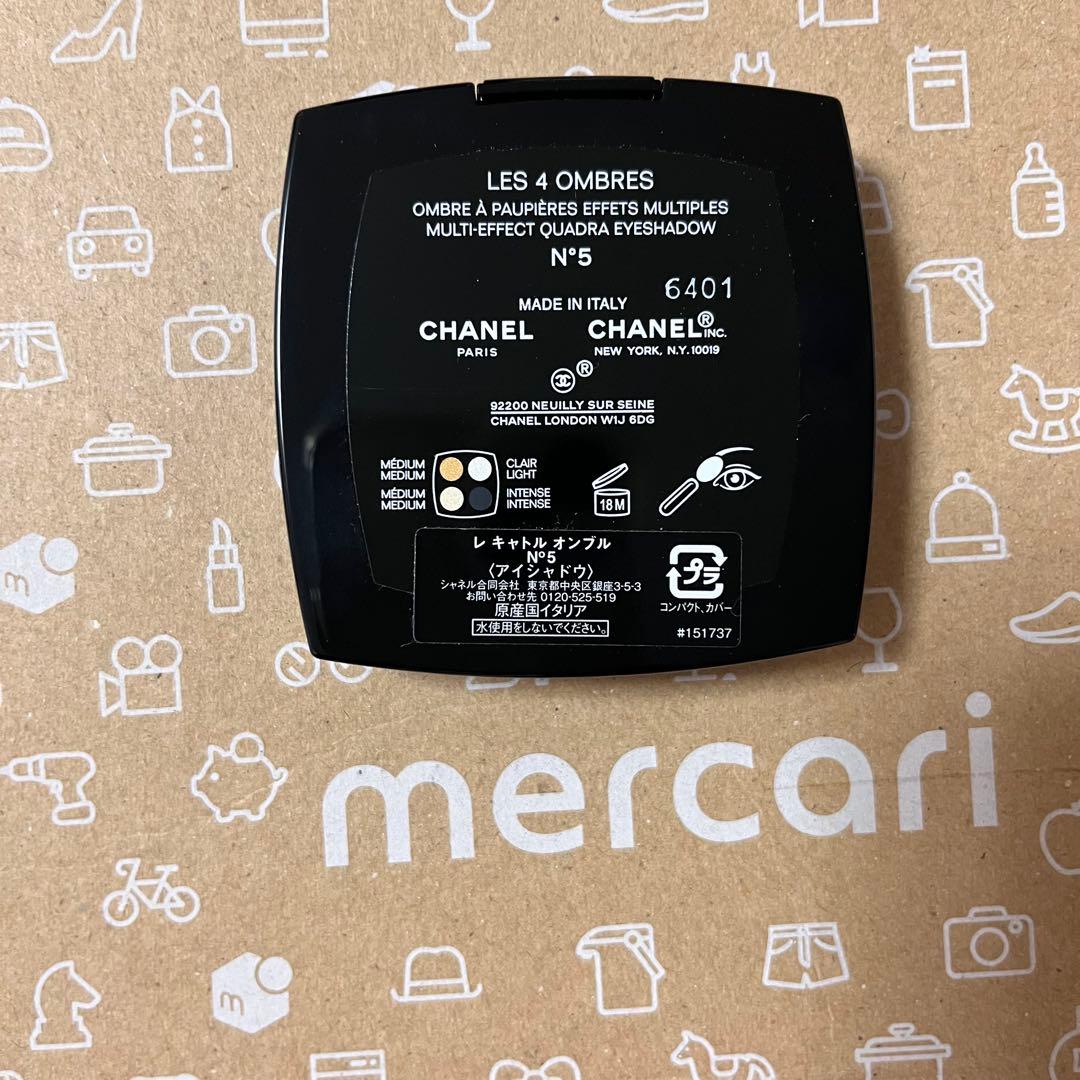 LES 4 OMBRES
OMBRE À PAUPIÈRES EFFETS MULTIPLES
MULTI-EFFECT QUADRA EYESHADOW
N°5
6401
MADE IN ITALY
CHANEL
PARIS
CHANEL® INC.
NEW YORK, N.Y. 10019
®
92200 NEUILLY SUR SEINE
CHANEL LONDON W1J 6DG
MÉDIUM
MEDIUM
CLAIR
LIGHT
MÉDIUM
MEDIUM
INTENSE
INTENSE
18M
レ キャトル オンブル
N°5
〈アイシャドウ〉
シャネル合同会社 東京都中央区銀座3-5-3
お問い合わせ先 0120-525-519
原産国イタリア
水使用をしないでください。
プラ
コンパクト、カバー
#151737
mercari
m
m